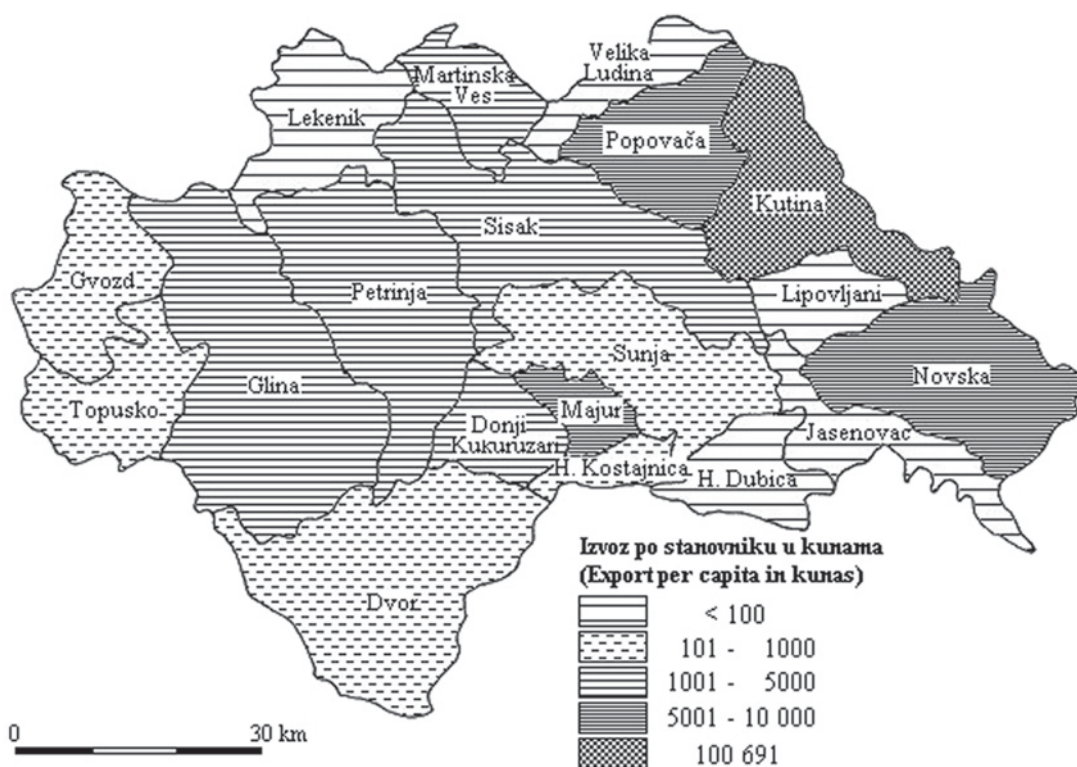 Velika
Ludina
Martinska
Ves
Lekenik
Popovača
Kutina
Sisak
Gvozd
Petrinja
Lipovljani
Sunja
Novska
Glina
Topusko
Majur
Donji
Kukuruzari
Jasenovac
H. Kostajnica
H. Dubica
Dvor
Izvoz po stanovniku u kunama
(Export per capita in kunas)
< 100
101 - 1000
1001 - 5000
5001 - 10 000
100 691
0 30 km